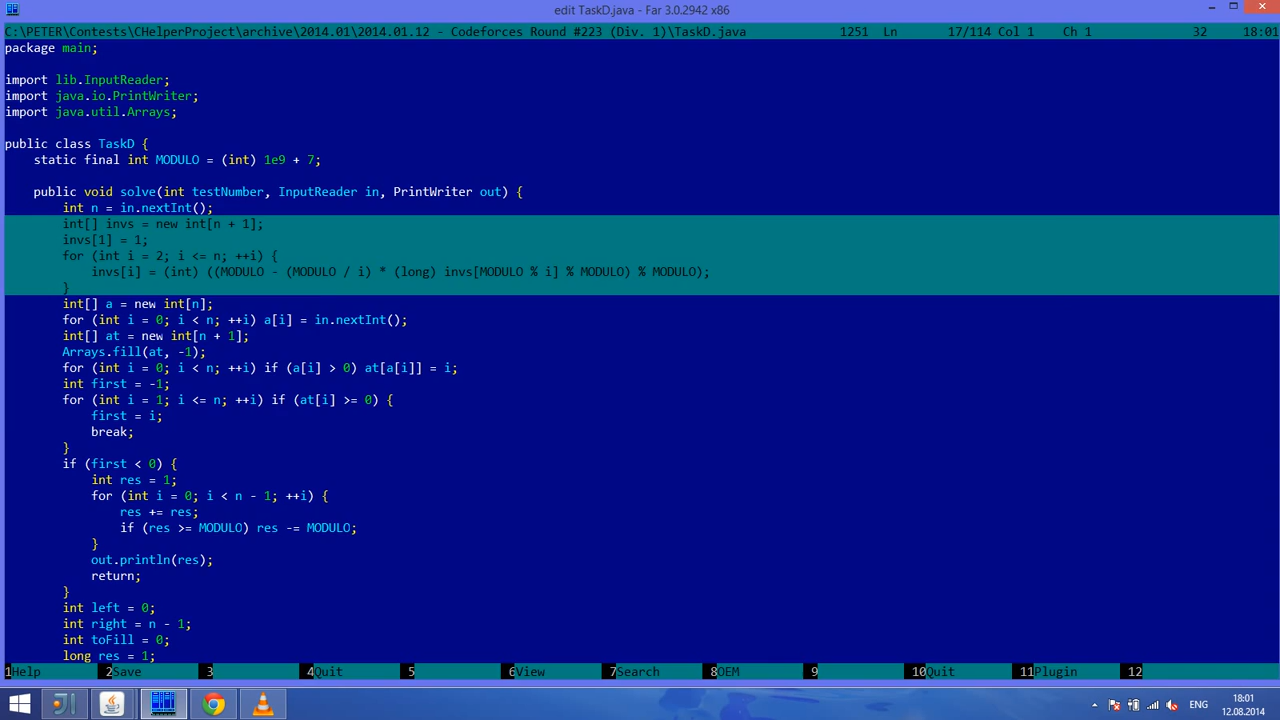 edit TaskD.java - Far 3.0.2942 x86
C:\PETER\Contests\CHelperProject\archive\2014.01\2014.01.12 - Codeforces Round #223 (Div. 1)\TaskD.java 1251 Ln 17/114 Col 1 Ch 1 32 18:01
package main;
import lib.InputReader;
import java.io.PrintWriter;
import java.util.Arrays;
public class TaskD {
    static final int MODULO = (int) 1e9 + 7;
    public void solve(int testNumber, InputReader in, PrintWriter out) {
        int n = in.nextInt();
        int[] invs = new int[n + 1];
        invs[1] = 1;
        for (int i = 2; i <= n; ++i) {
            invs[i] = (int) ((MODULO - (MODULO / i) * (long) invs[MODULO % i] % MODULO) % MODULO);
        }
        int[] a = new int[n];
        for (int i = 0; i < n; ++i) a[i] = in.nextInt();
        int[] at = new int[n + 1];
        Arrays.fill(at, -1);
        for (int i = 0; i < n; ++i) if (a[i] > 0) at[a[i]] = i;
        int first = -1;
        for (int i = 1; i <= n; ++i) if (at[i] >= 0) {
            first = i;
            break;
        }
        if (first < 0) {
            int res = 1;
            for (int i = 0; i < n - 1; ++i) {
                res += res;
                if (res >= MODULO) res -= MODULO;
            }
            out.println(res);
            return;
        }
        int left = 0;
        int right = n - 1;
        int toFill = 0;
        long res = 1;
1Help 2Save 3 4Quit 5 6View 7Search 8OEM 9 10Quit 11Plugin 12
ENG
18:01
12.08.2014